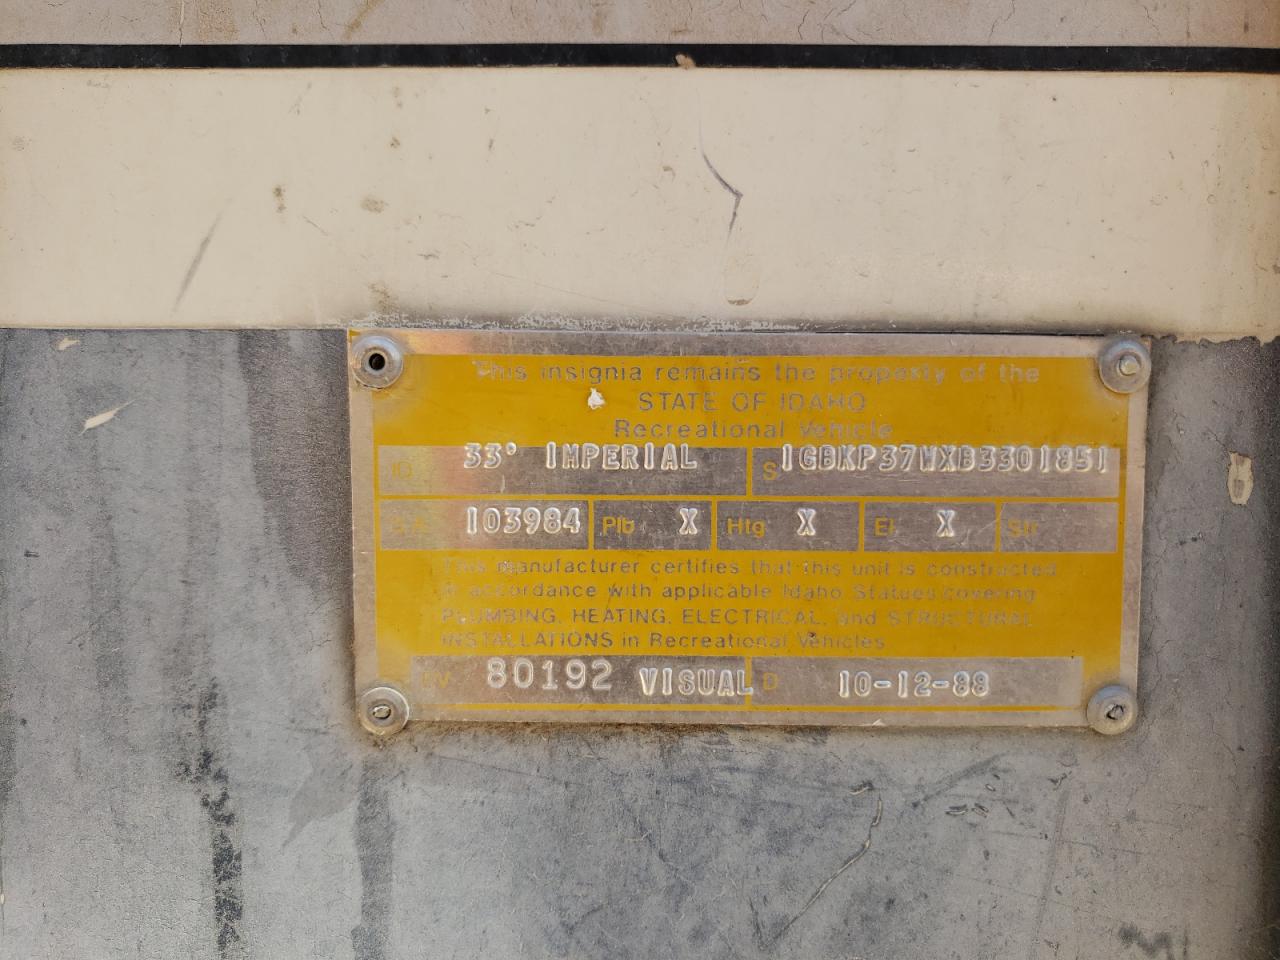 This insignia remains the property of the
STATE OF IDAHO
Recreational Vehicle
ID 33' IMPERIAL S 1GBKP37WXB3301851
S.A. 103984 Plb X Htg X El X Str
This manufacturer certifies that this unit is constructed
in accordance with applicable Idaho Statues covering
PLUMBING, HEATING, ELECTRICAL, and STRUCTURAL
INSTALLATIONS in Recreational Vehicles
80192 VISUAL D 10-12-88